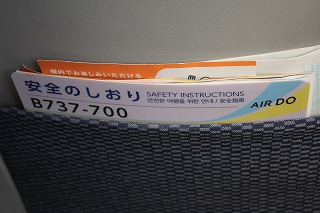 機内でお楽しみいただける
安全のしおり SAFETY INSTRUCTIONS
안전한 여행을 위한 안내 / 安全指南
B737-700
AIR DO